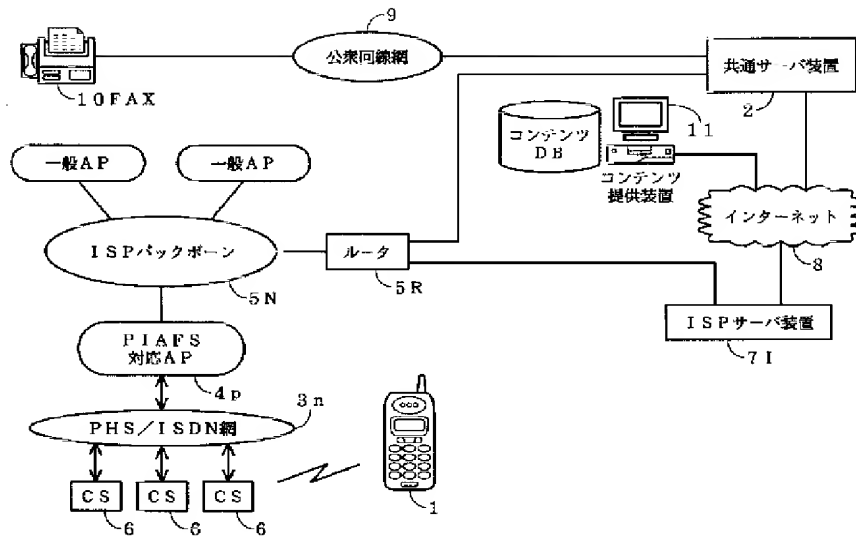 9
公衆回線網
共通サーバ装置
10FAX
2
11
コンテンツ
DB
コンテンツ
提供装置
一般AP
一般AP
インターネット
8
ISPバックボーン
ルータ
5N
5R
ISPサーバ装置
7I
PIAFS
対応AP
4p
3n
PHS/ISDN網
CS
CS
CS
6
6
6
1